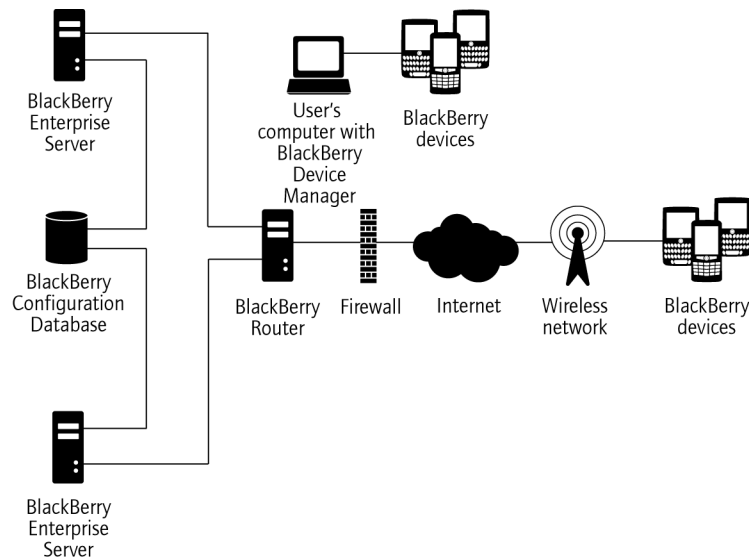 BlackBerry
Enterprise
Server
User's
computer with
BlackBerry
Device
Manager
BlackBerry
devices
BlackBerry
Configuration
Database
BlackBerry
Router
Firewall
Internet
Wireless
network
BlackBerry
devices
BlackBerry
Enterprise
Server